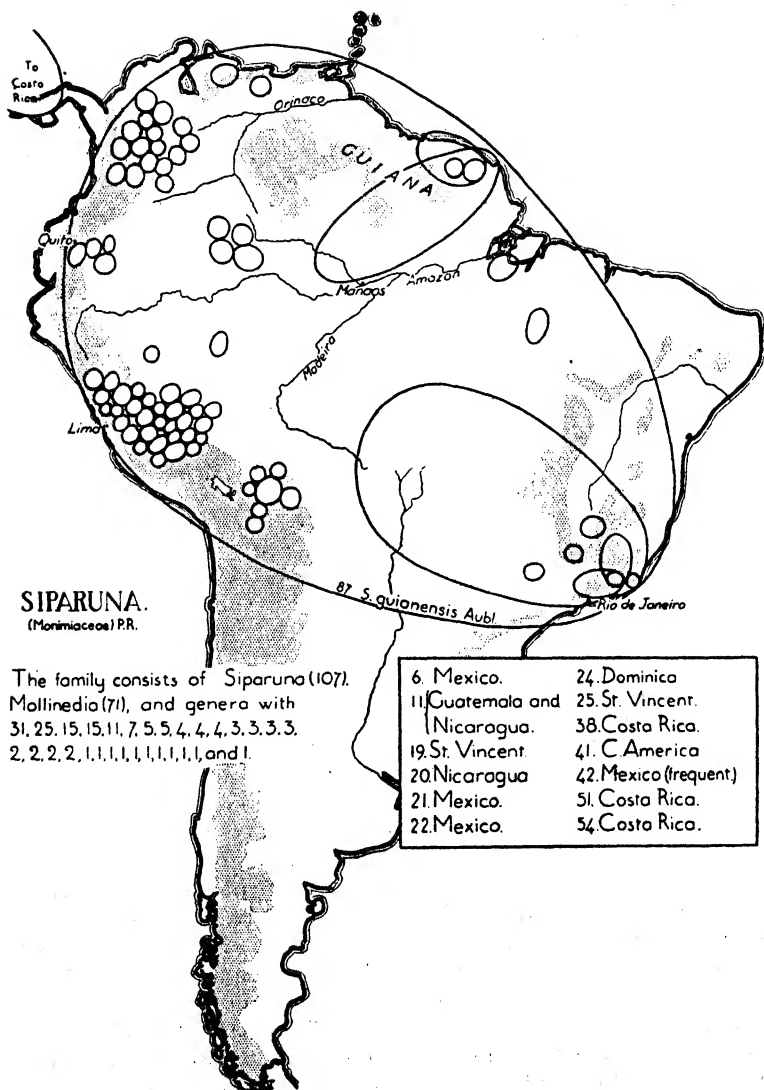 To
Costa
Rica
Orinoco
GUIANA
Quito
Manaos
Amazon
Madeira
Lima
87 S. guianensis Aubl.
Rio de Janeiro
SIPARUNA.
(Monimiaceae) P.R.
The family consists of Siparuna (107).
Mollinedia (71), and genera with
31, 25, 15, 15, 11, 7, 5, 5, 4, 4, 4, 3, 3, 3, 3,
2, 2, 2, 2, 1, 1, 1, 1, 1, 1, 1, 1, 1, 1, and 1.
6. Mexico.
11. Guatemala and
Nicaragua.
19. St. Vincent.
20. Nicaragua
21. Mexico.
22. Mexico.
24. Dominica
25. St. Vincent.
38. Costa Rica.
41. C. America
42. Mexico (frequent.)
51. Costa Rica.
54. Costa Rica.